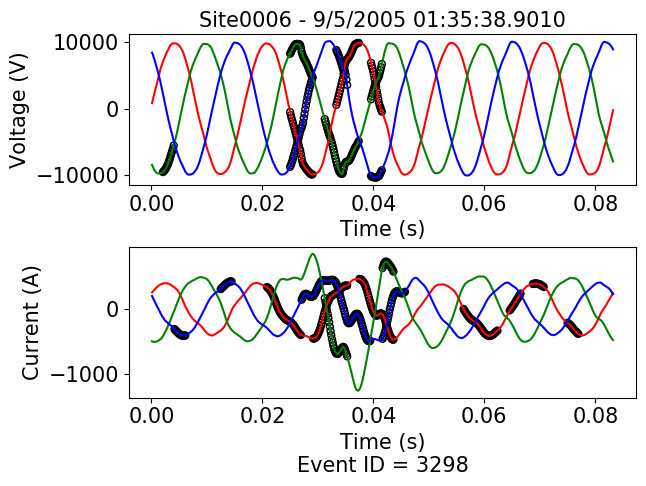 Site0006 - 9/5/2005 01:35:38.9010
10000
0
−10000
Voltage (V)
0.00 0.02 0.04 0.06 0.08
Time (s)
0
−1000
Current (A)
0.00 0.02 0.04 0.06 0.08
Time (s)
Event ID = 3298